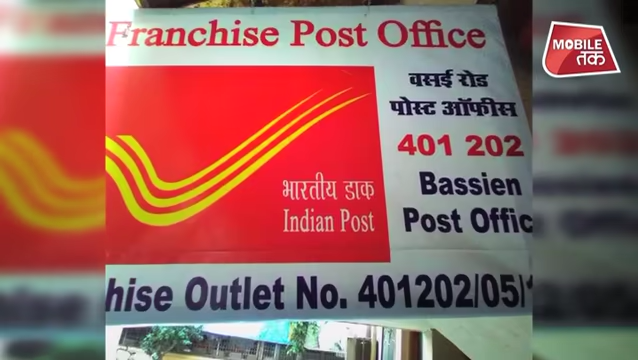 Franchise Post Office
MOBILE
तक
वसई रोड
पोस्ट ऑफीस
401 202
भारतीय डाक
Indian Post
Bassien
Post Offic
hise Outlet No. 401202/05/1